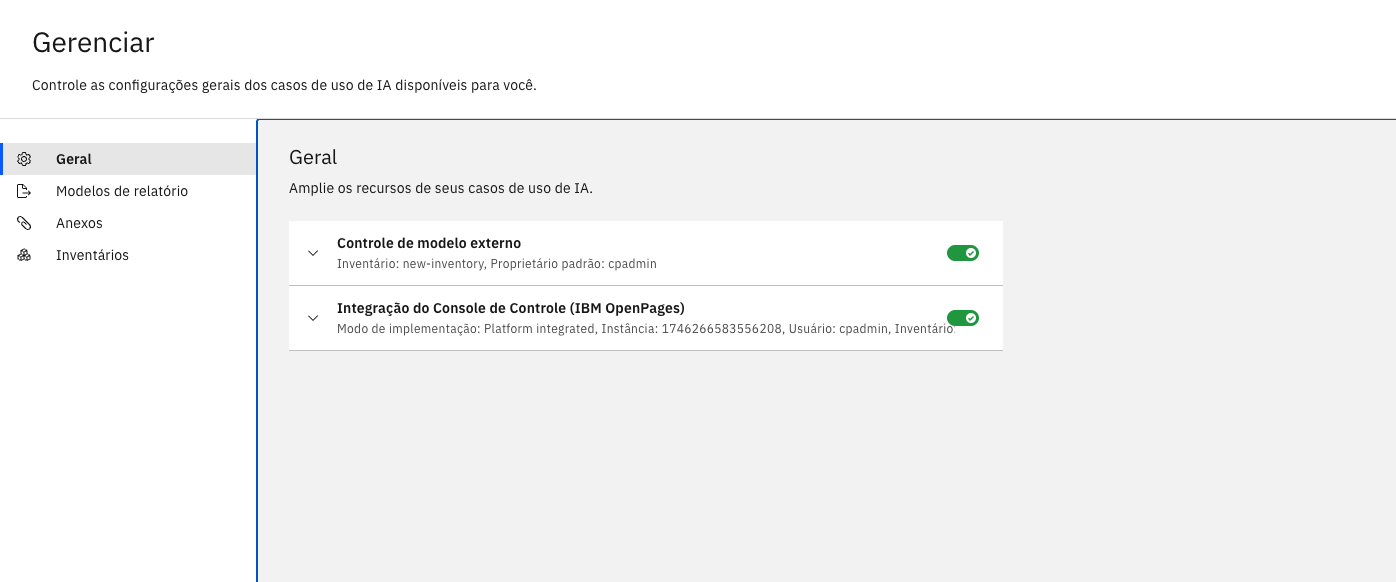 Gerenciar
Controle as configurações gerais dos casos de uso de IA disponíveis para você.
Geral
Modelos de relatório
Anexos
Inventários
Geral
Amplie os recursos de seus casos de uso de IA.
Controle de modelo externo
Inventário: new-inventory, Proprietário padrão: cpadmin
Integração do Console de Controle (IBM OpenPages)
Modo de implementação: Platform integrated, Instância: 1746266583556208, Usuário: cpadmin, Inventário: